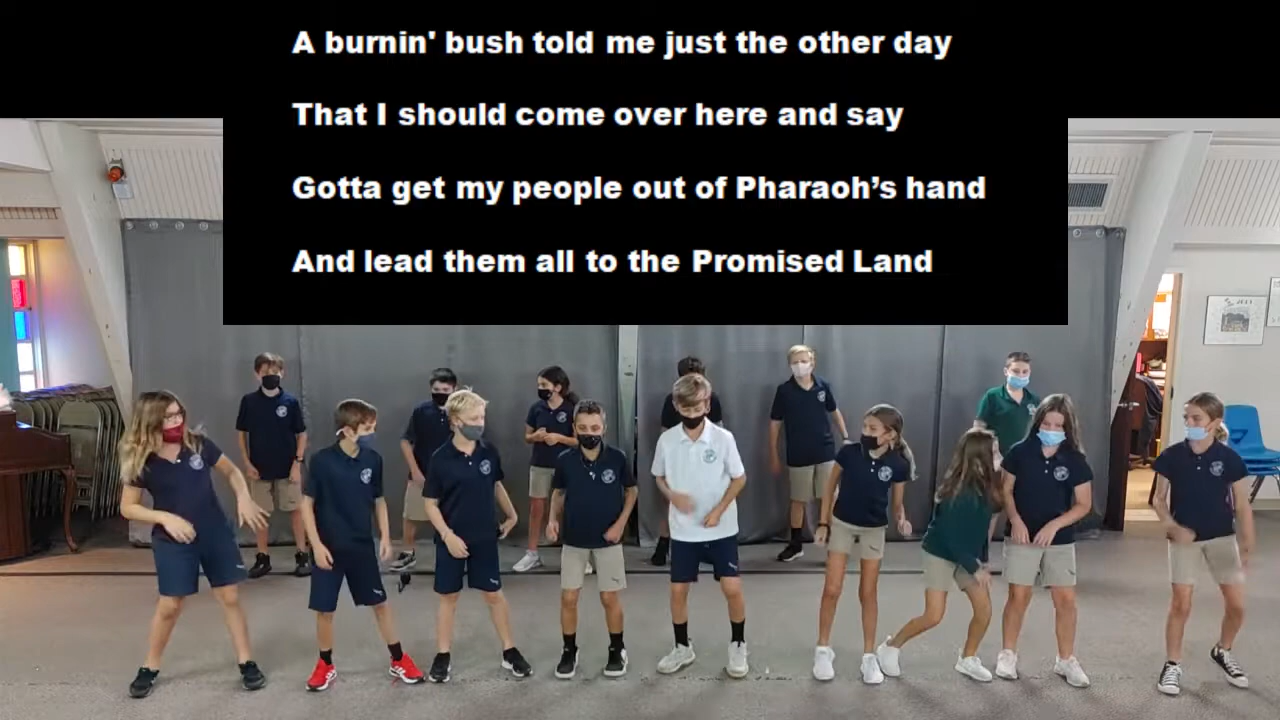 A burnin' bush told me just the other day
That I should come over here and say
Gotta get my people out of Pharaoh’s hand
And lead them all to the Promised Land